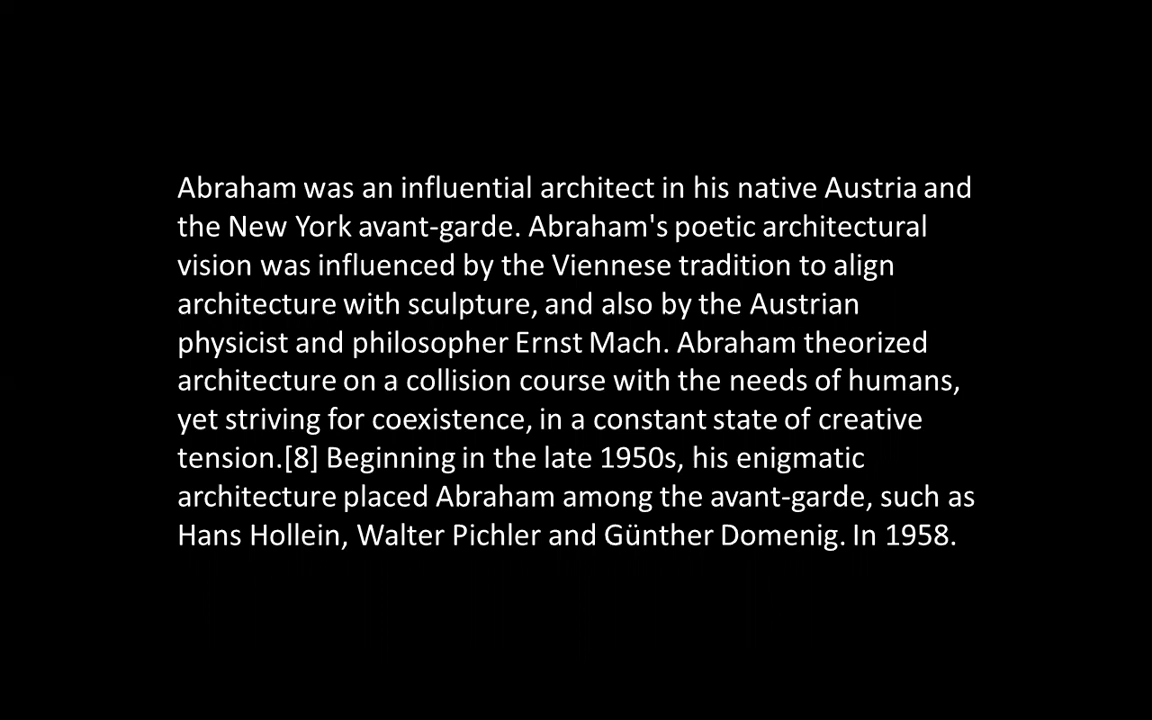 Abraham was an influential architect in his native Austria and
the New York avant-garde. Abraham's poetic architectural
vision was influenced by the Viennese tradition to align
architecture with sculpture, and also by the Austrian
physicist and philosopher Ernst Mach. Abraham theorized
architecture on a collision course with the needs of humans,
yet striving for coexistence, in a constant state of creative
tension.[8] Beginning in the late 1950s, his enigmatic
architecture placed Abraham among the avant-garde, such as
Hans Hollein, Walter Pichler and Günther Domenig. In 1958.